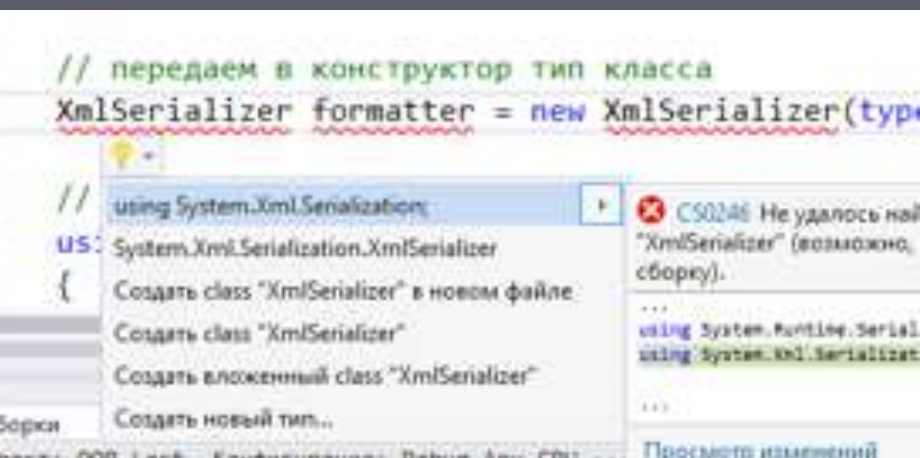 // передаем в конструктор тип класса
XmlSerializer formatter = new XmlSerializer(type
//
using System.Xml.Serialization;
us
System.Xml.Serialization.XmlSerializer
{
Создать class "XmlSerializer" в новом файле
Создать class "XmlSerializer"
Создать вложенный class "XmlSerializer"
Создать новый тип...
CS0246 Не удалось най
"XmlSerializer" (возможно,
сборку).
...
using System.Runtime.Serial
using System.Xml.Serializat
...
Просмотр изменений
борки